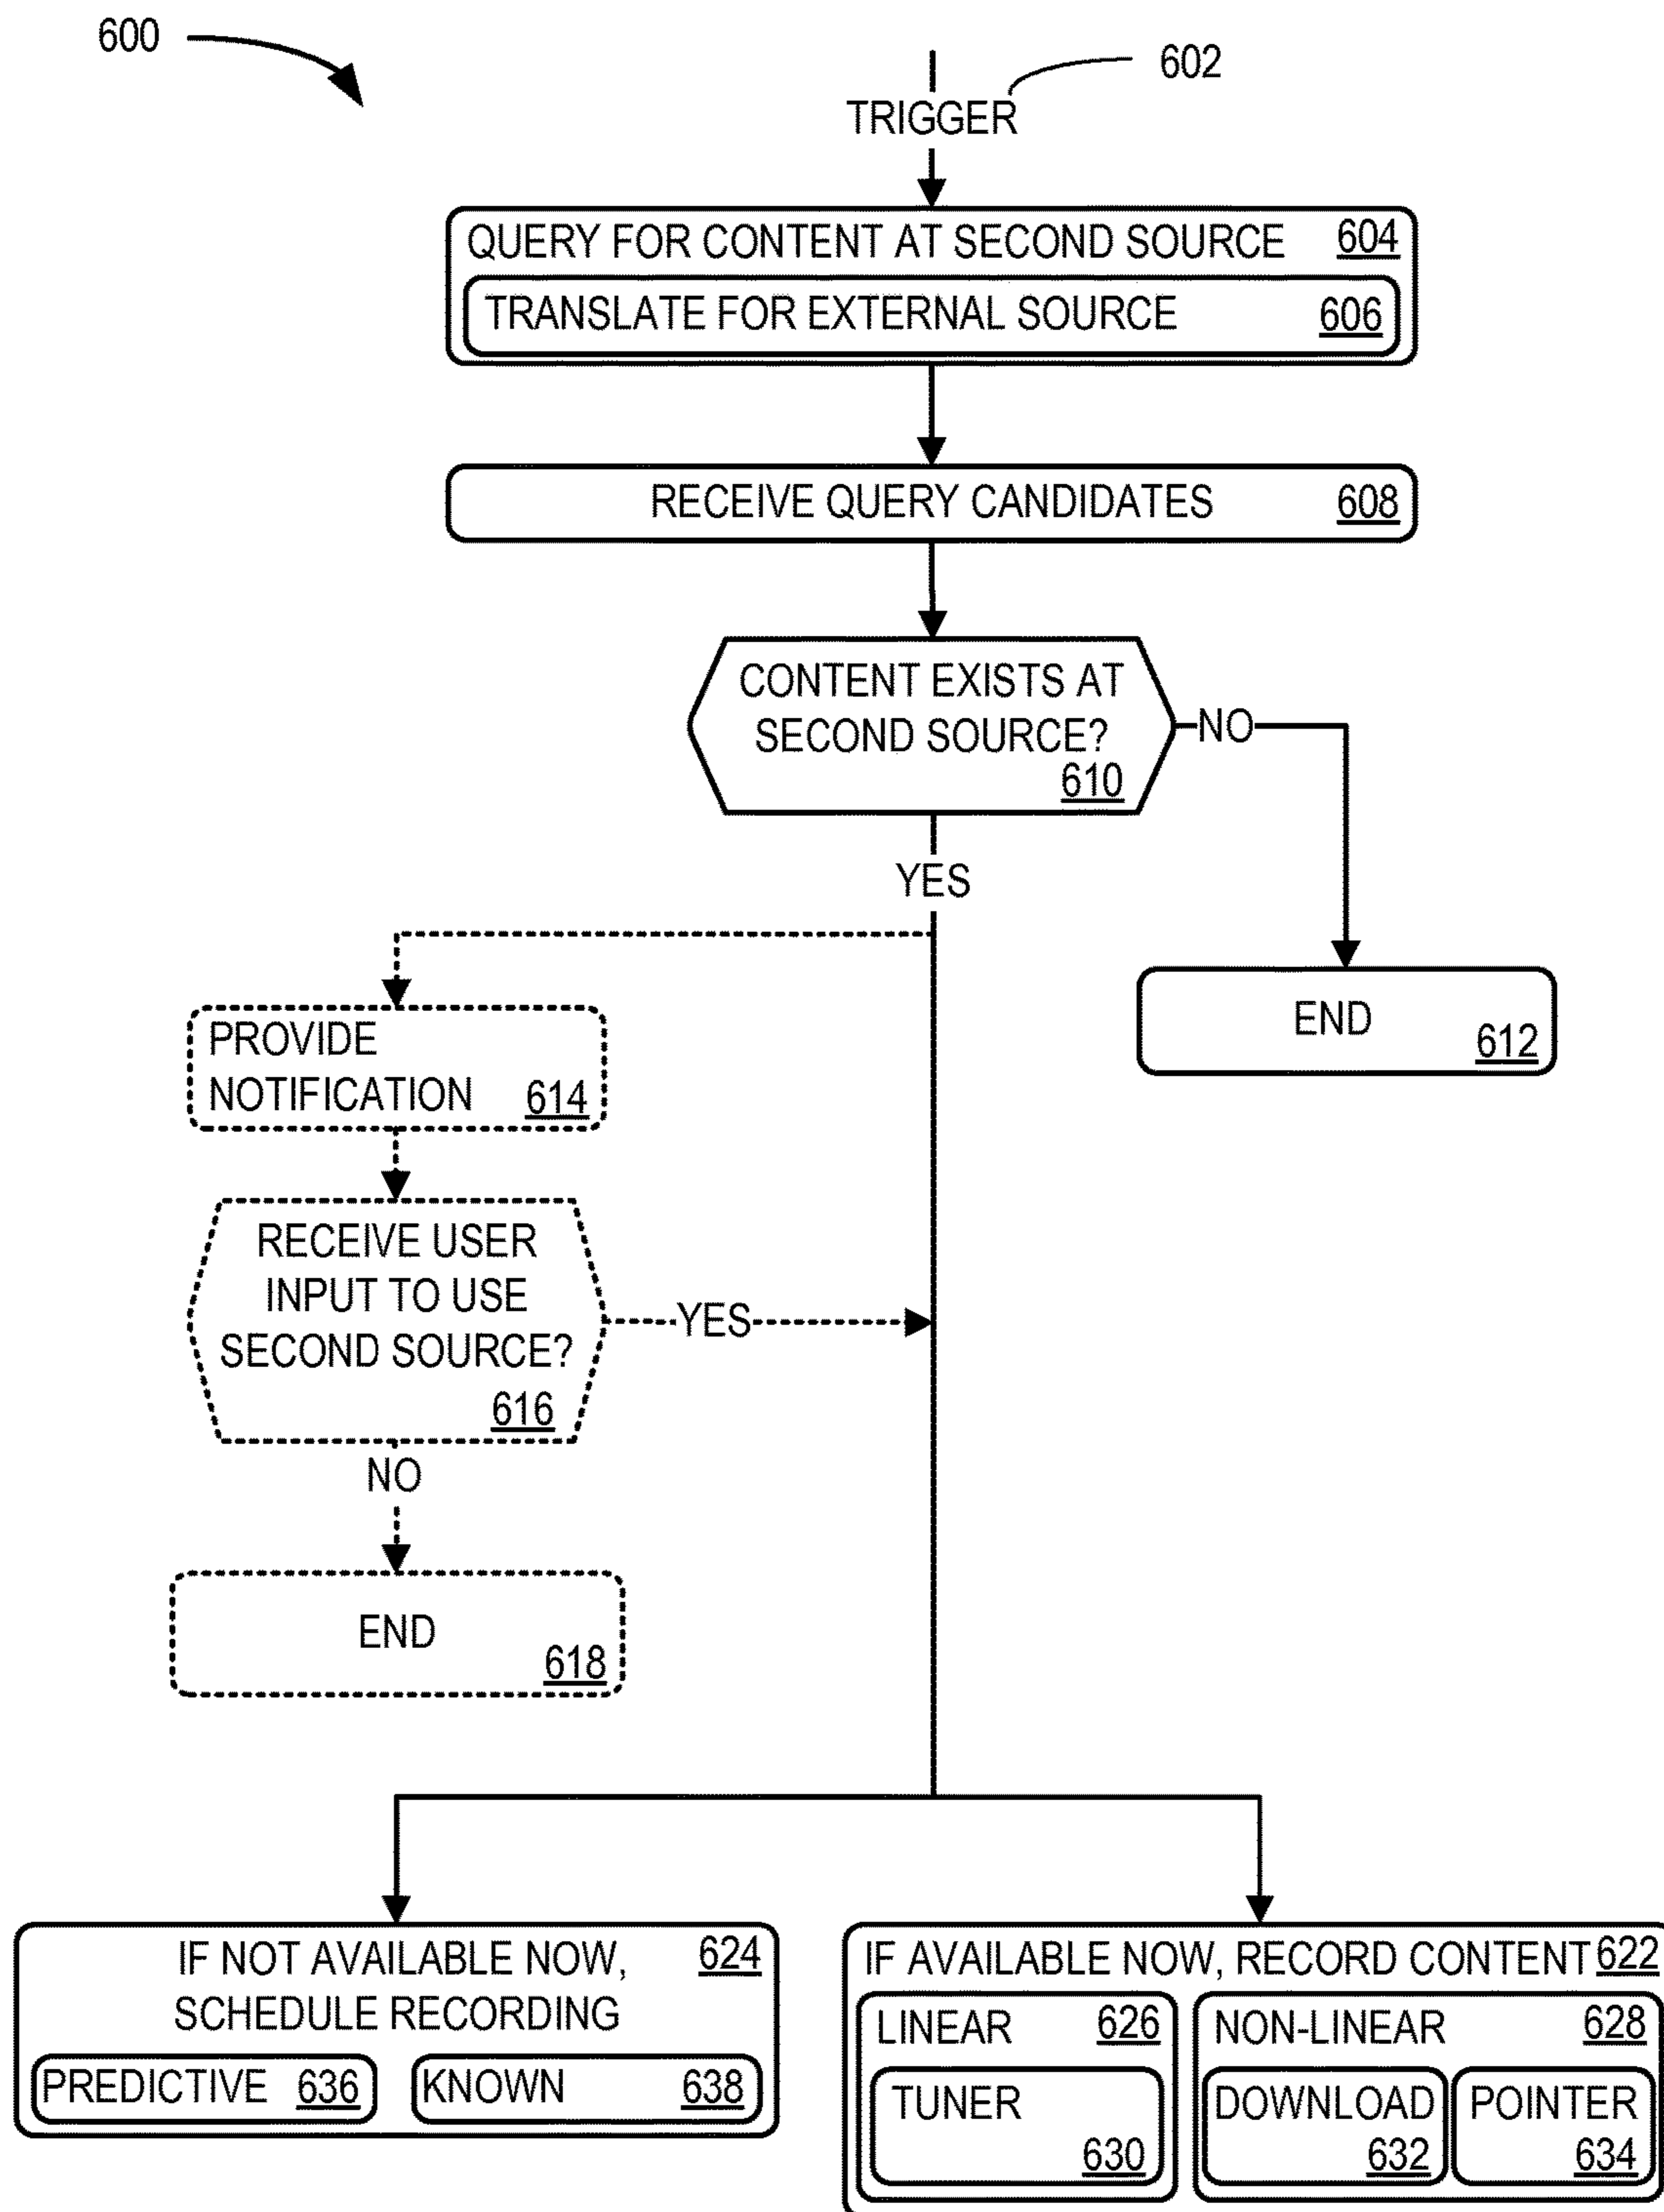 600
602
TRIGGER
QUERY FOR CONTENT AT SECOND SOURCE 604
TRANSLATE FOR EXTERNAL SOURCE 606
RECEIVE QUERY CANDIDATES 608
CONTENT EXISTS AT
SECOND SOURCE?
610
NO
YES
END
612
PROVIDE
NOTIFICATION 614
RECEIVE USER
INPUT TO USE
SECOND SOURCE?
616
YES
NO
END
618
IF NOT AVAILABLE NOW, 624
SCHEDULE RECORDING
PREDICTIVE 636
KNOWN 638
IF AVAILABLE NOW, RECORD CONTENT 622
LINEAR 626
TUNER
630
NON-LINEAR 628
DOWNLOAD
632
POINTER
634